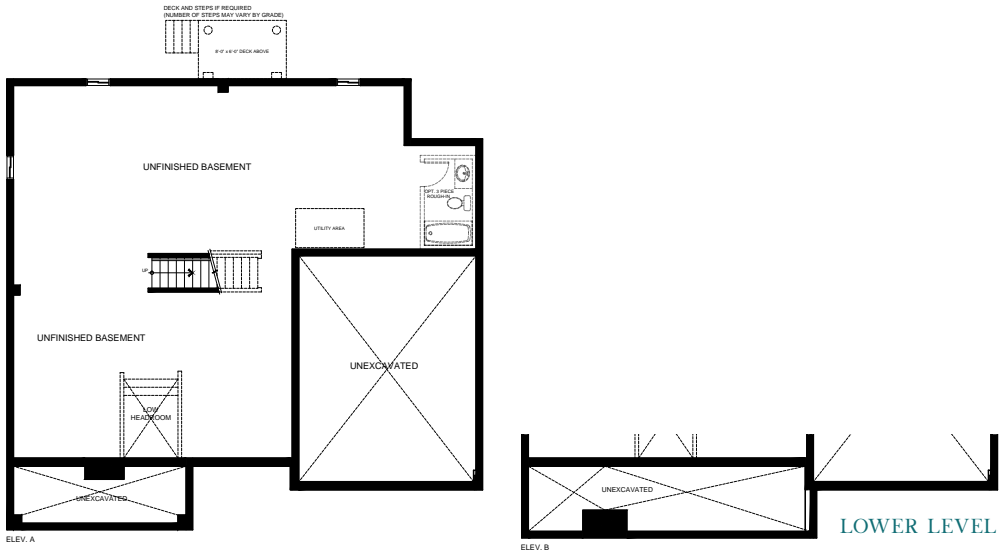 DECK AND STEPS IF REQUIRED
(NUMBER OF STEPS MAY VARY BY GRADE)
8'-0" x 6'-0" DECK ABOVE
UNFINISHED BASEMENT
OPT. 3 PIECE
ROUGH-IN
UTILITY AREA
UP
UNFINISHED BASEMENT
UNEXCAVATED
LOW
HEADROOM
UNEXCAVATED
ELEV. A
UNEXCAVATED
ELEV. B
LOWER LEVEL